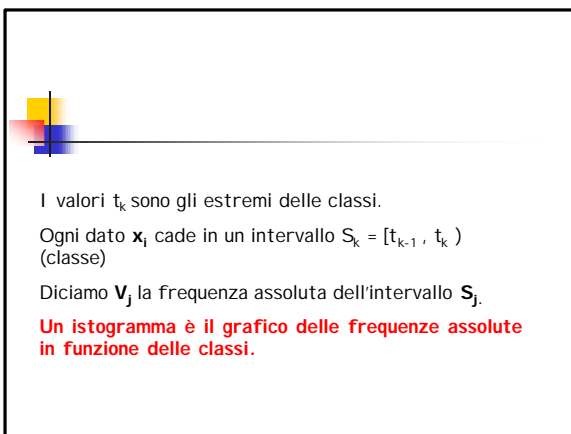 I valori t_k sono gli estremi delle classi.
Ogni dato x_i cade in un intervallo S_k = [t_{k-1} , t_k )
(classe)
Diciamo V_j la frequenza assoluta dell'intervallo S_j.
Un istogramma è il grafico delle frequenze assolute
in funzione delle classi.